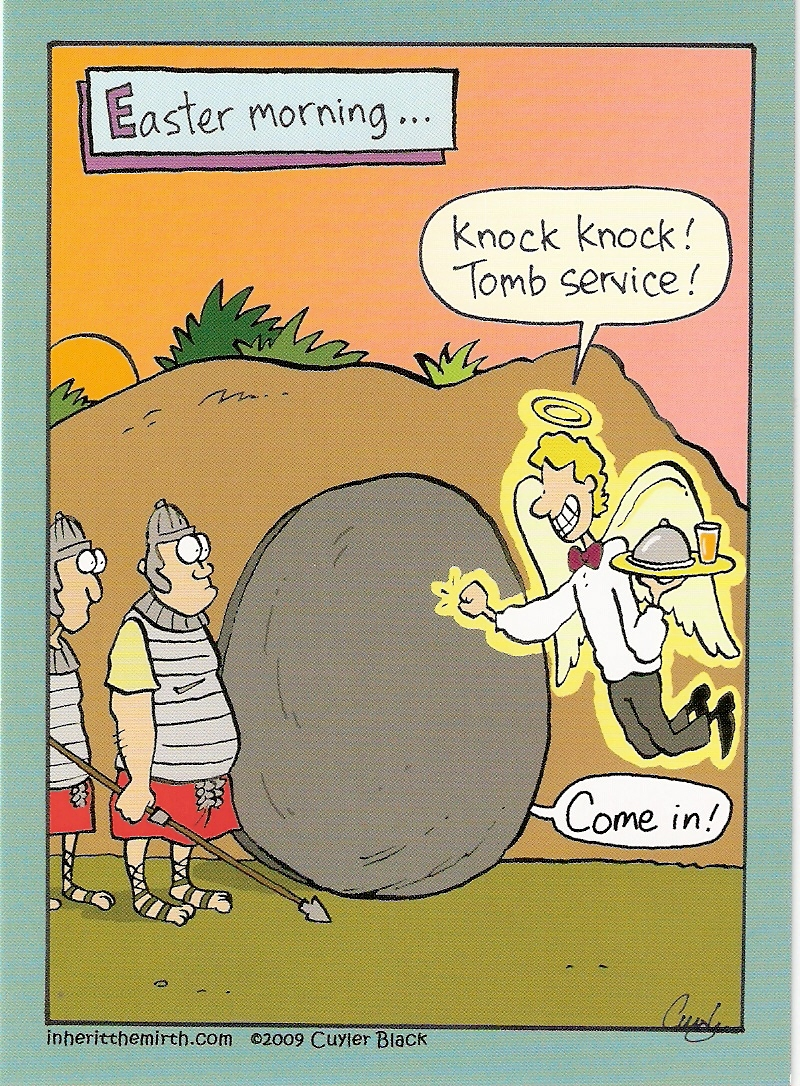 Easter morning...
Knock knock!
Tomb service!
Come in!
inheritthemirth.com ©2009 Cuyler Black